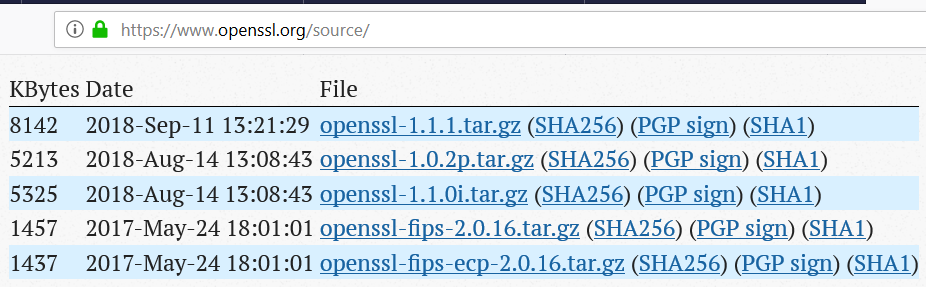 https://www.openssl.org/source/
KBytes Date File
8142 2018-Sep-11 13:21:29 openssl-1.1.1.tar.gz (SHA256) (PGP sign) (SHA1)
5213 2018-Aug-14 13:08:43 openssl-1.0.2p.tar.gz (SHA256) (PGP sign) (SHA1)
5325 2018-Aug-14 13:08:43 openssl-1.1.0i.tar.gz (SHA256) (PGP sign) (SHA1)
1457 2017-May-24 18:01:01 openssl-fips-2.0.16.tar.gz (SHA256) (PGP sign) (SHA1)
1437 2017-May-24 18:01:01 openssl-fips-ecp-2.0.16.tar.gz (SHA256) (PGP sign) (SHA1)